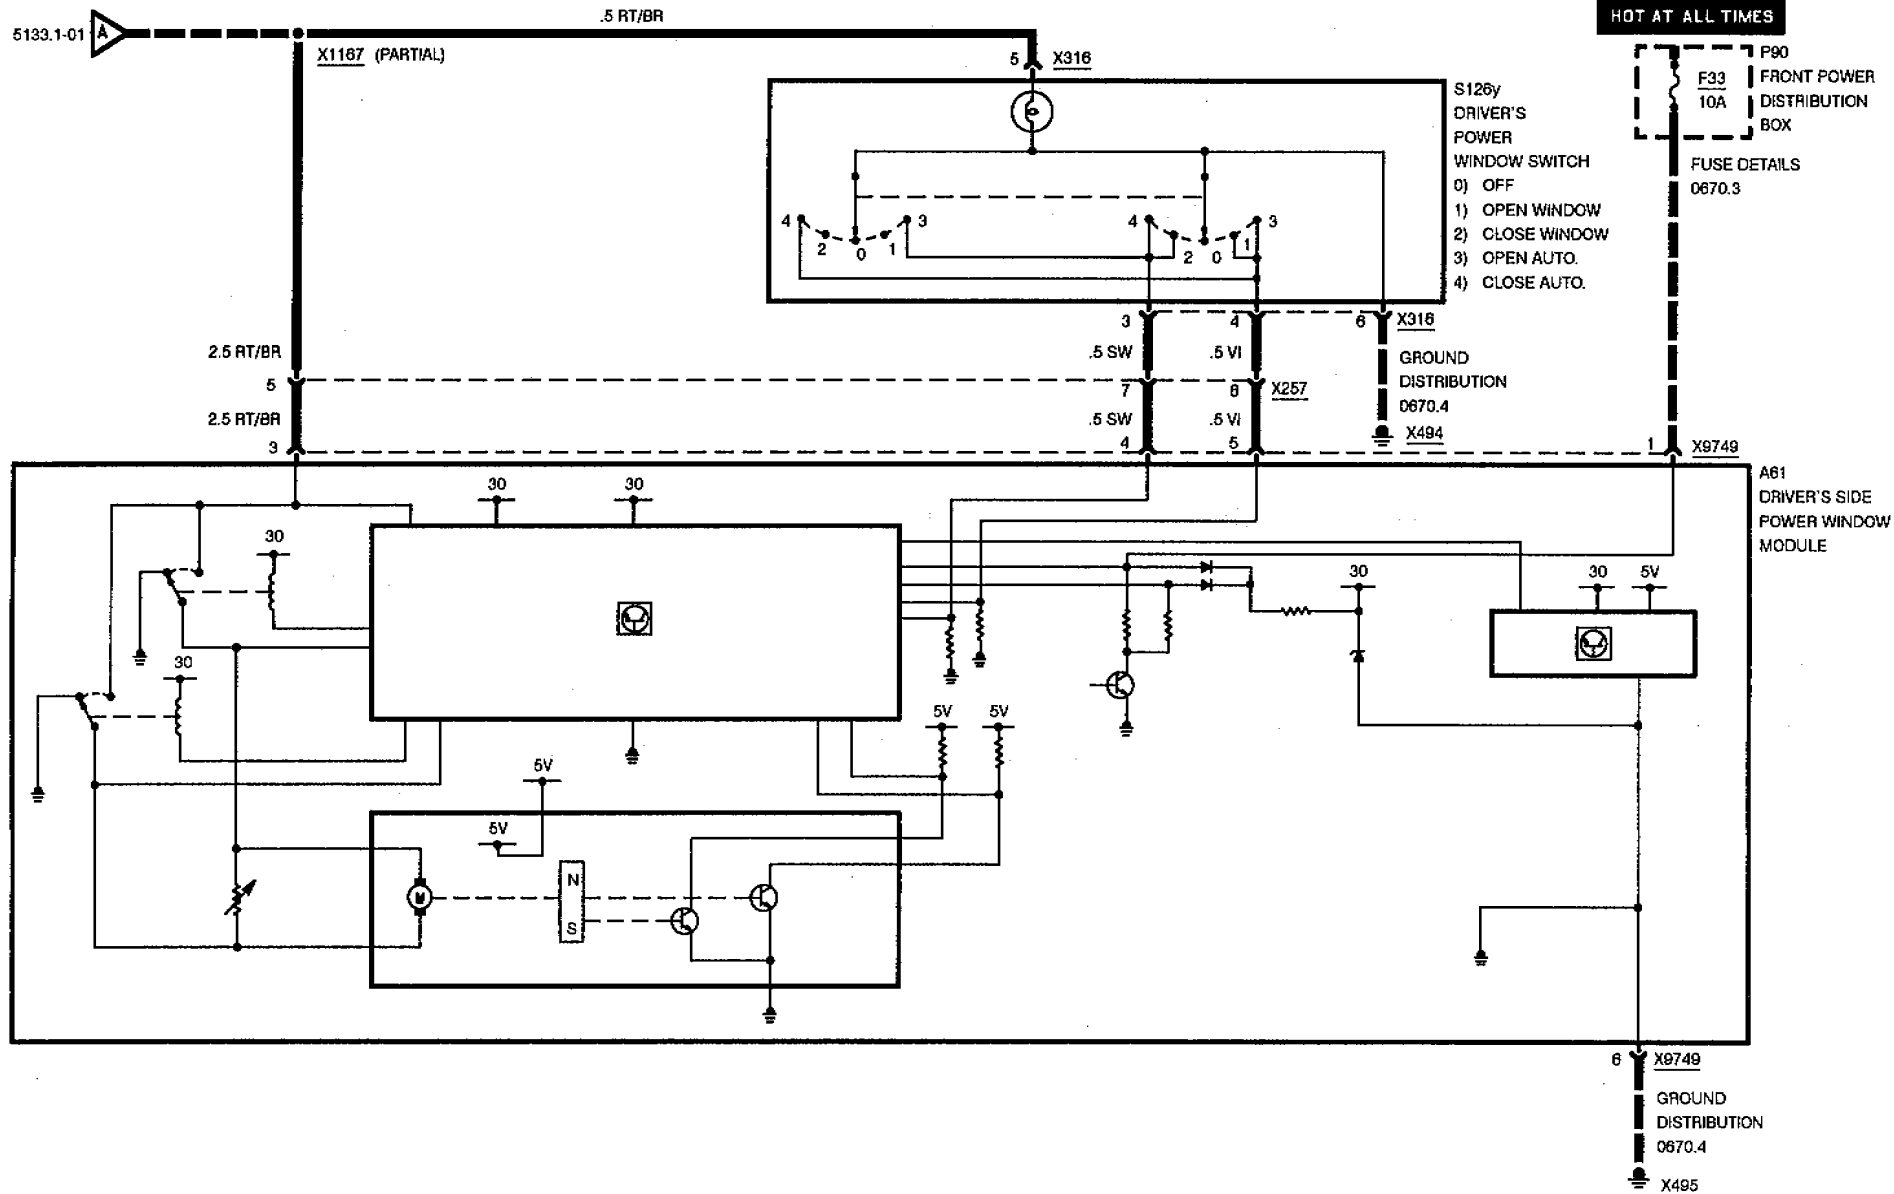 HOT AT ALL TIMES
5133.1-01
A
.5 RT/BR
X1167 (PARTIAL)
5
X316
P90
FRONT POWER
DISTRIBUTION
BOX
F33
10A
FUSE DETAILS
0670.3
S126y
DRIVER'S
POWER
WINDOW SWITCH
0) OFF
1) OPEN WINDOW
2) CLOSE WINDOW
3) OPEN AUTO.
4) CLOSE AUTO.
4
2
0
1
3
4
2
0
1
3
3
4
6
X316
2.5 RT/BR
.5 SW
.5 VI
GROUND
DISTRIBUTION
0670.4
5
7
8
X257
2.5 RT/BR
.5 SW
.5 VI
X494
3
4
5
1
X9749
A61
DRIVER'S SIDE
POWER WINDOW
MODULE
30
30
30
30
30
30
5V
5V
5V
5V
5V
M
N
S
6
X9749
GROUND
DISTRIBUTION
0670.4
X495